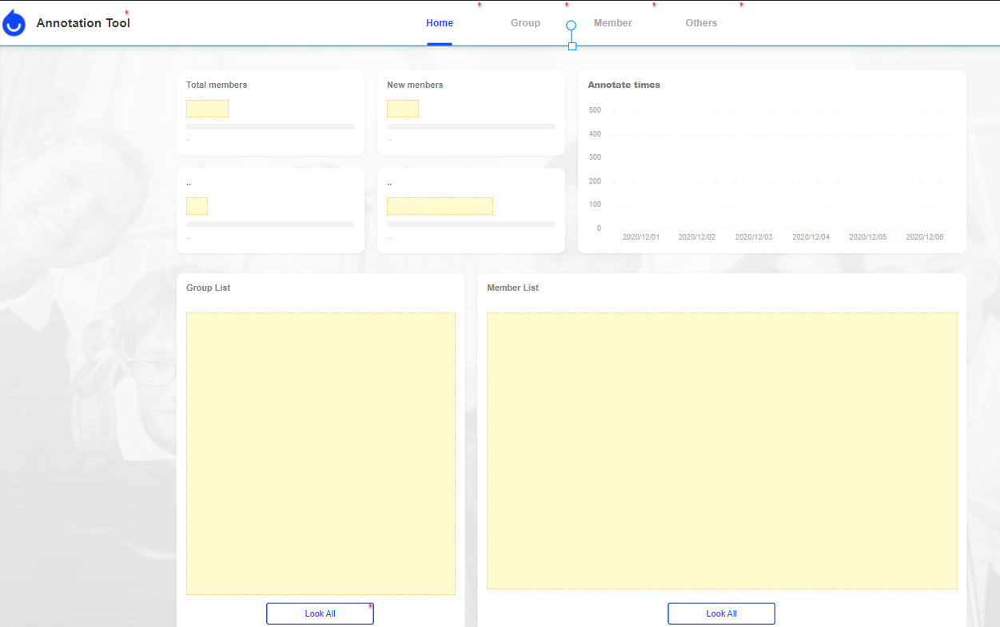 Annotation Tool
Home Group Member Others
Total members
..
New menbers
..
..
..
..
..
Annotate times
500
400
300
200
100
0
2020/12/01 2020/12/02 2020/12/03 2020/12/04 2020/12/05 2020/12/06
Group List
Look All
Member List
Look All